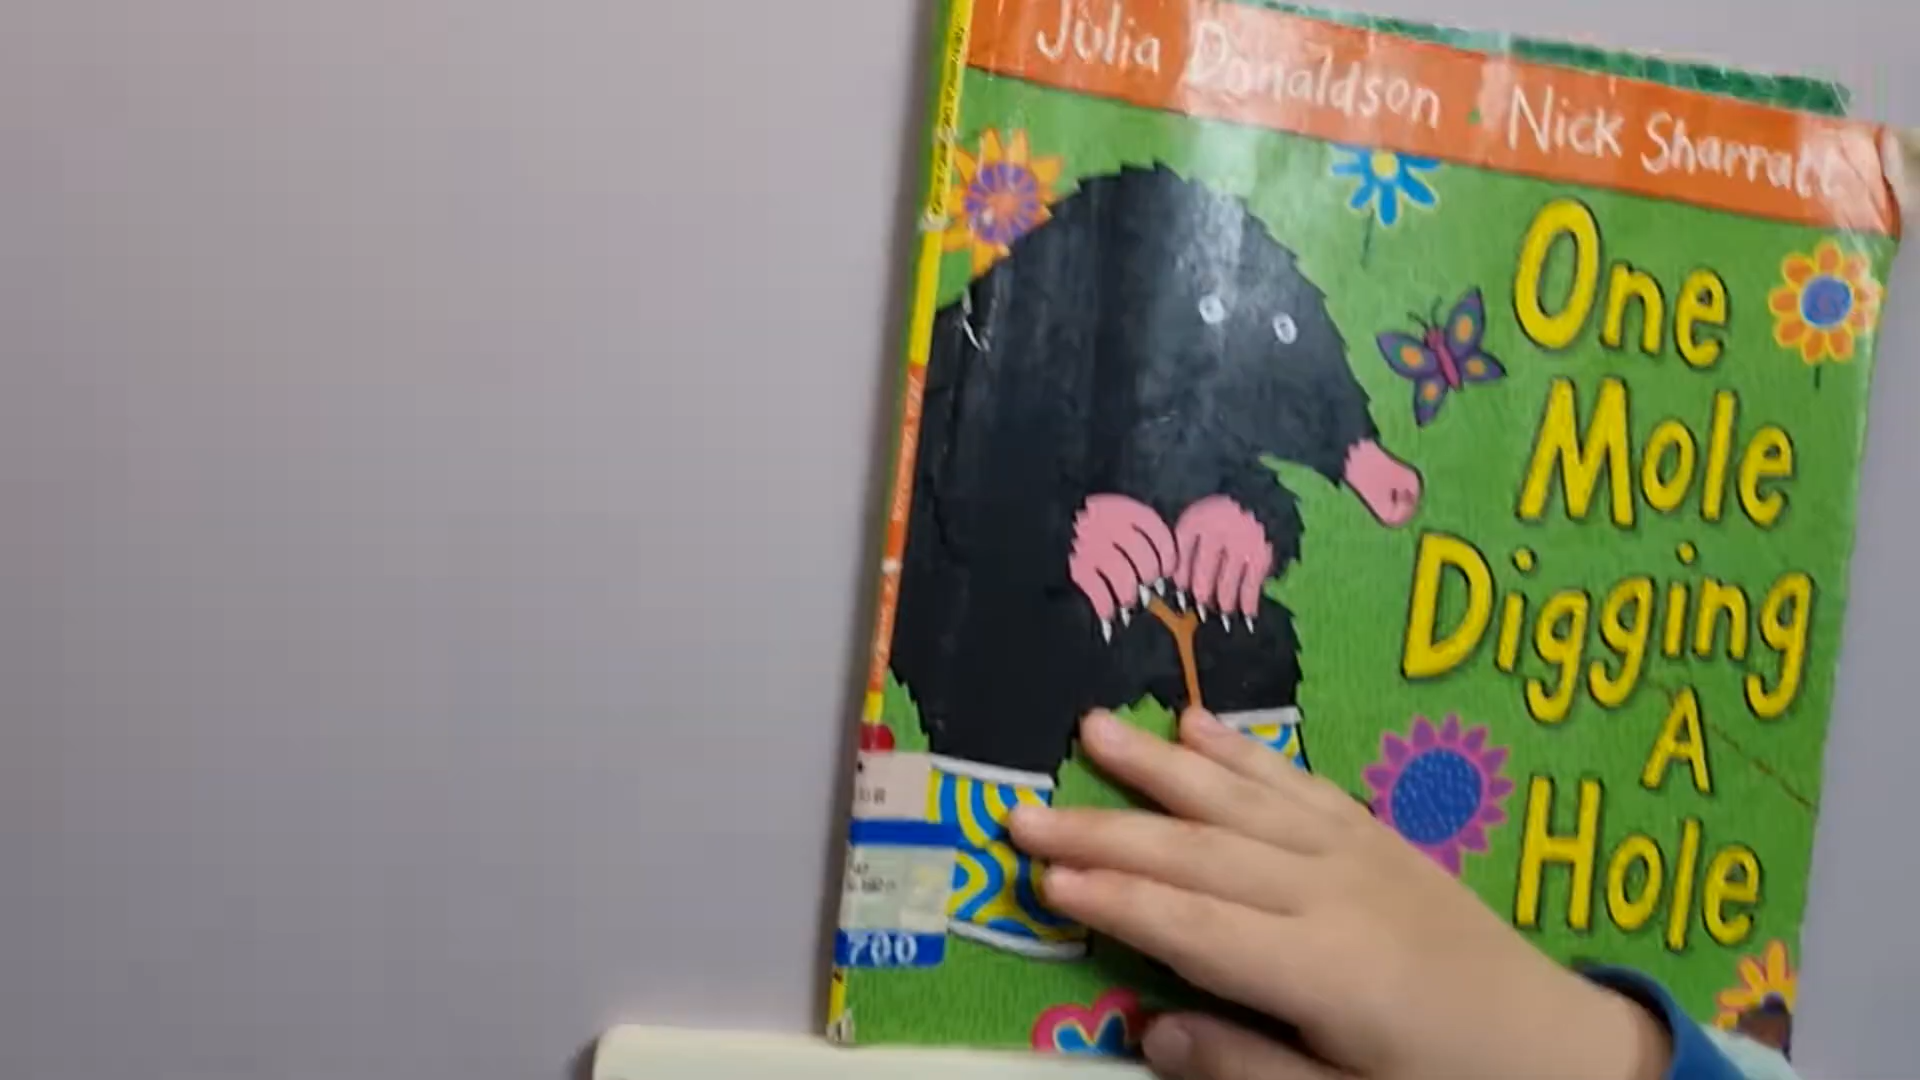 Julia Donaldson · Nick Sharratt
One
Mole
Digging
A
Hole
700